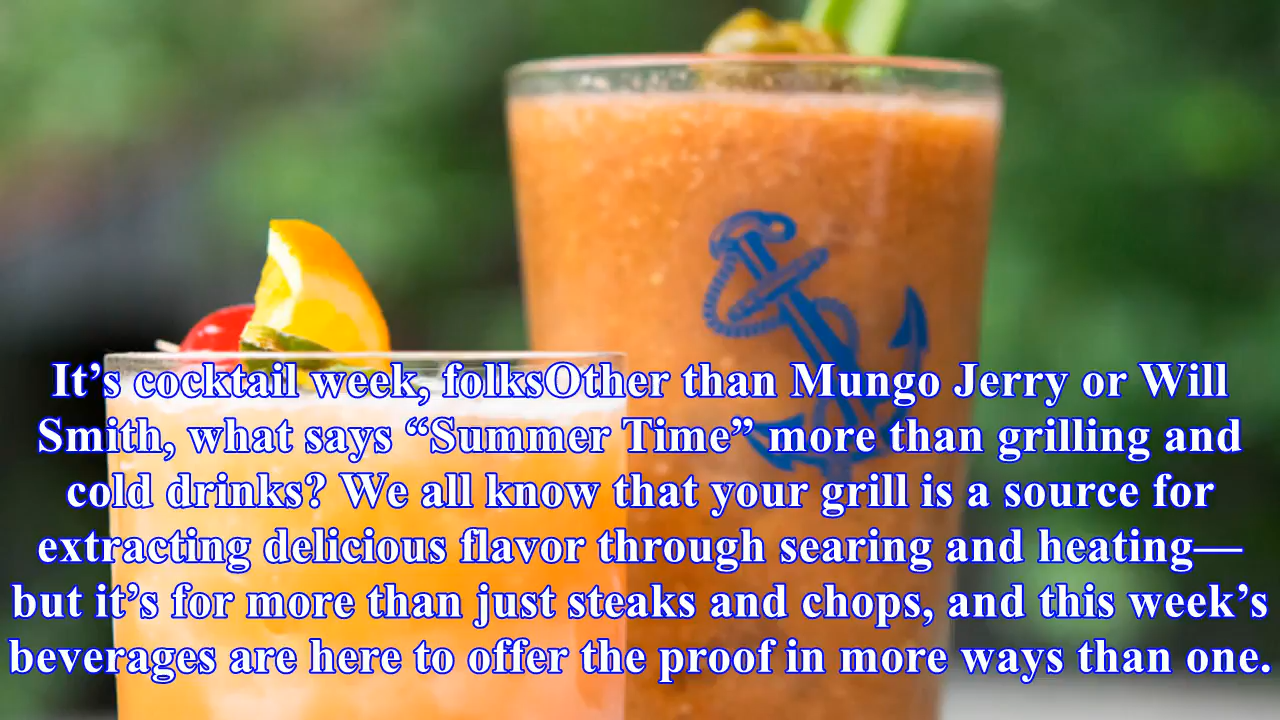 It’s cocktail week, folksOther than Mungo Jerry or Will
Smith, what says “Summer Time” more than grilling and
cold drinks? We all know that your grill is a source for
extracting delicious flavor through searing and heating—
but it’s for more than just steaks and chops, and this week’s
beverages are here to offer the proof in more ways than one.